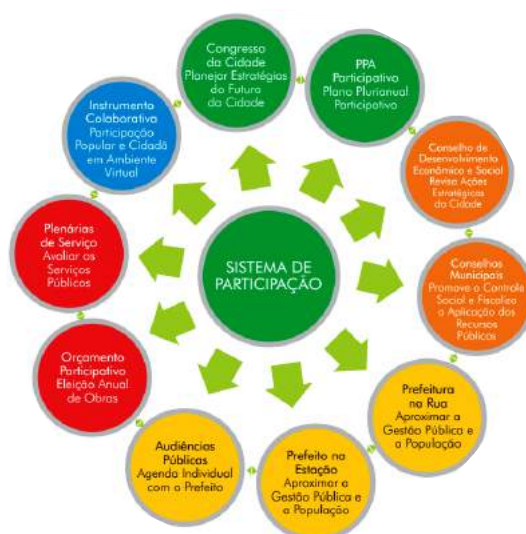 Congresso
da Cidade
Planejar Estratégias
do Futuro
da Cidade
PPA
Participativo
Plano Plurianual
Participativo
Conselho de
Desenvolvimento
Econômico e Social
Revisa Ações
Estratégicas
da Cidade
Conselhos
Municipais
Promove o Controle
Social e Fiscaliza
a Aplicação dos
Recursos
Públicos
Prefeitura
na Rua
Aproximar a
Gestão Pública e
a População
Prefeito na
Estação
Aproximar a
Gestão Pública e
a População
Audiências
Públicas
Agenda Individual
com o Prefeito
Orçamento
Participativo
Eleição Anual
de Obras
Plenárias
de Serviço
Avaliar os
Serviços
Públicos
Instrumento
Colaborativa
Participação
Popular e Cidadã
em Ambiente
Virtual
SISTEMA DE
PARTICIPAÇÃO